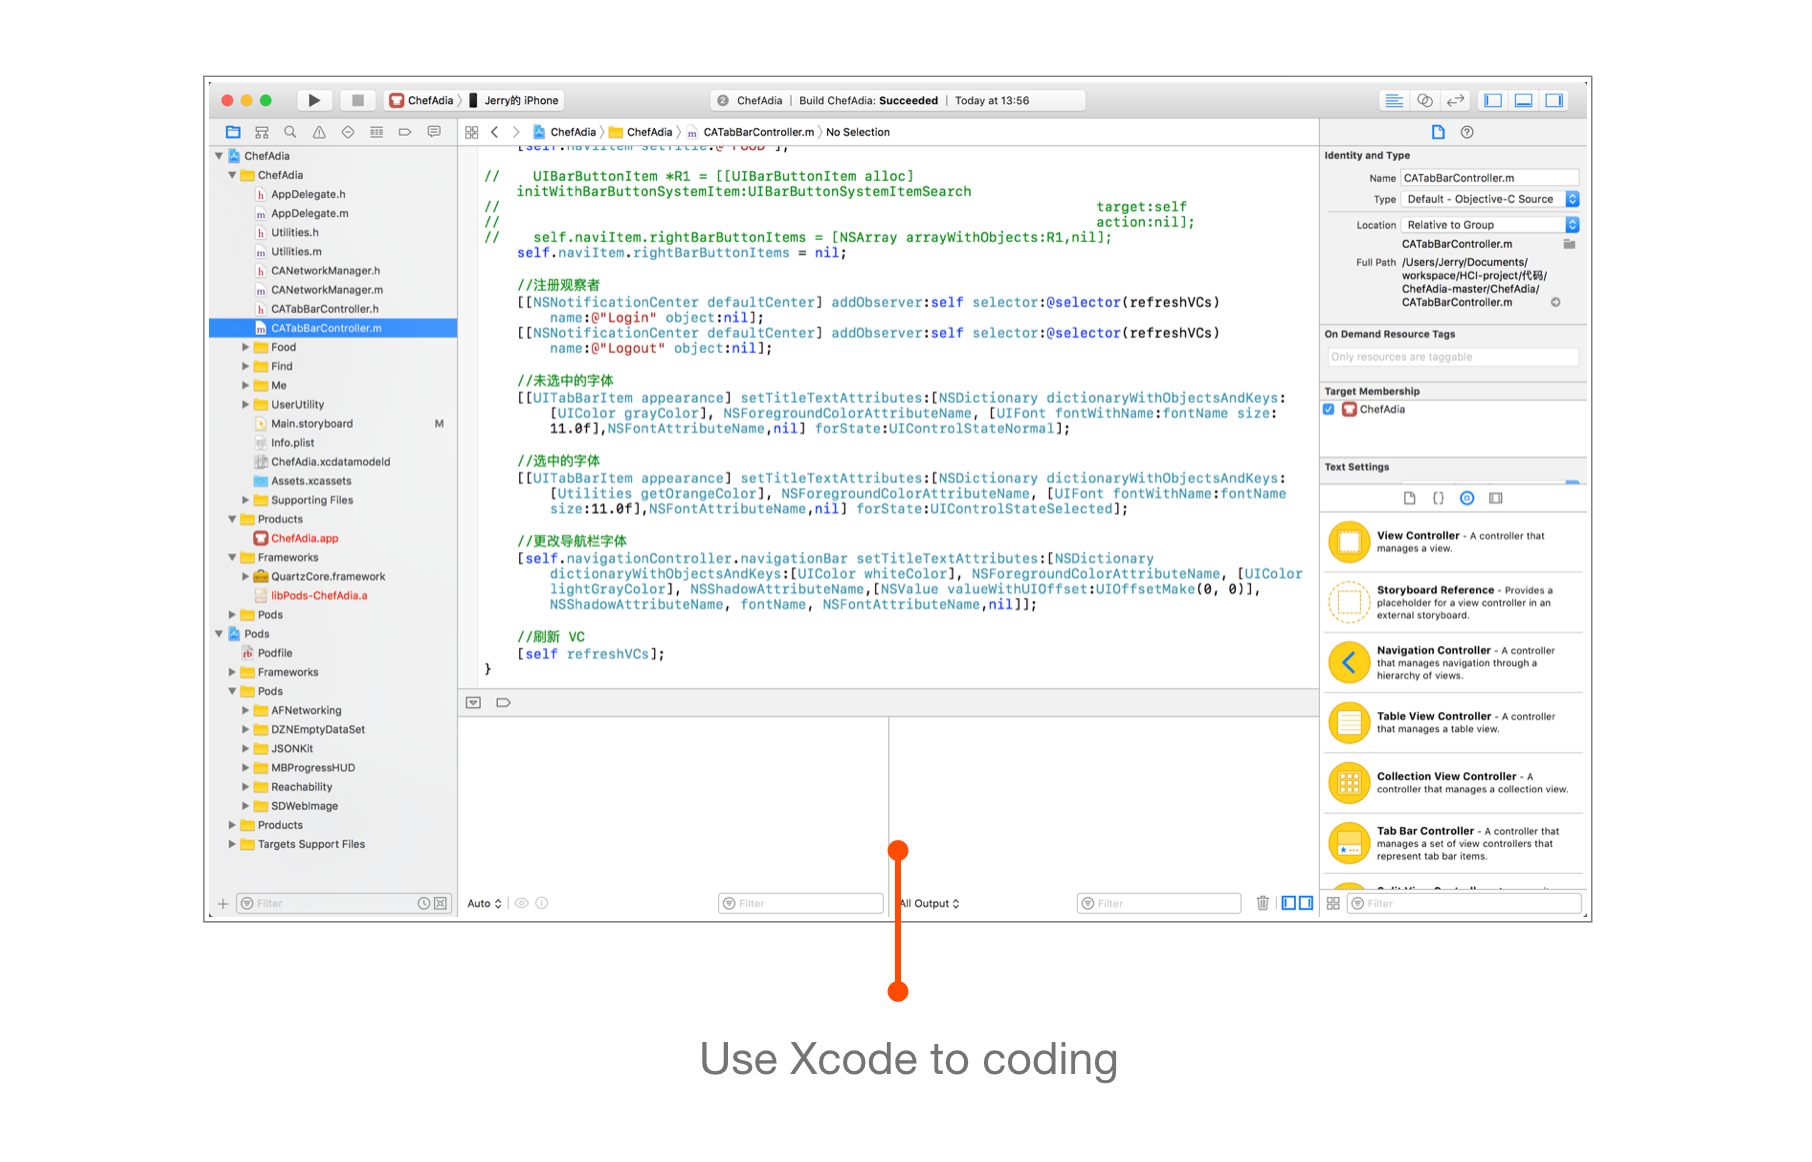 ChefAdia
Jerry的 iPhone
ChefAdia | Build ChefAdia: Succeeded | Today at 13:56
ChefAdia
ChefAdia
AppDelegate.h
AppDelegate.m
Utilities.h
Utilities.m
CANetworkManager.h
CANetworkManager.m
CATabBarController.h
CATabBarController.m
Food
Find
Me
UserUtility
Main.storyboard M
Info.plist
ChefAdia.xcdatamodeld
Assets.xcassets
Supporting Files
Products
ChefAdia.app
Frameworks
QuartzCore.framework
libPods-ChefAdia.a
Pods
Pods
Podfile
Frameworks
Pods
AFNetworking
DZNEmptyDataSet
JSONKit
MBProgressHUD
Reachability
SDWebImage
Products
Targets Support Files
Filter
ChefAdia ChefAdia CATabBarController.m No Selection
[self.naviItem setTitle:@"FOOD"];
// UIBarButtonItem *R1 = [[UIBarButtonItem alloc]
initWithBarButtonSystemItem:UIBarButtonSystemItemSearch
// target:self
// action:nil];
// self.naviItem.rightBarButtonItems = [NSArray arrayWithObjects:R1,nil];
self.naviItem.rightBarButtonItems = nil;
//注册观察者
[[NSNotificationCenter defaultCenter] addObserver:self selector:@selector(refreshVCs)
name:@"Login" object:nil];
[[NSNotificationCenter defaultCenter] addObserver:self selector:@selector(refreshVCs)
name:@"Logout" object:nil];
//未选中的字体
[[UITabBarItem appearance] setTitleTextAttributes:[NSDictionary dictionaryWithObjectsAndKeys:
[UIColor grayColor], NSForegroundColorAttributeName, [UIFont fontWithName:fontName size:
11.0f],NSFontAttributeName,nil] forState:UIControlStateNormal];
//选中的字体
[[UITabBarItem appearance] setTitleTextAttributes:[NSDictionary dictionaryWithObjectsAndKeys:
[Utilities getOrangeColor], NSForegroundColorAttributeName, [UIFont fontWithName:fontName
size:11.0f],NSFontAttributeName,nil] forState:UIControlStateSelected];
//更改导航栏字体
[self.navigationController.navigationBar setTitleTextAttributes:[NSDictionary
dictionaryWithObjectsAndKeys:[UIColor whiteColor], NSForegroundColorAttributeName, [UIColor
lightGrayColor], NSShadowAttributeName,[NSValue valueWithUIOffset:UIOffsetMake(0, 0)],
NSShadowAttributeName, fontName, NSFontAttributeName,nil]];
//刷新 VC
[self refreshVCs];
}
Auto
Filter
All Output
Filter
Identity and Type
Name CATabBarController.m
Type Default - Objective-C Source
Location Relative to Group
CATabBarController.m
Full Path /Users/Jerry/Documents/
workspace/HCI-project/代码/
ChefAdia-master/ChefAdia/
CATabBarController.m
On Demand Resource Tags
Only resources are taggable
Target Membership
ChefAdia
Text Settings
View Controller - A controller that
manages a view.
Storyboard Reference - Provides a
placeholder for a view controller in an
external storyboard.
Navigation Controller - A controller
that manages navigation through a
hierarchy of views.
Table View Controller - A controller
that manages a table view.
Collection View Controller - A
controller that manages a collection view.
Tab Bar Controller - A controller that
manages a set of view controllers that
represent tab bar items.
Filter
Use Xcode to coding